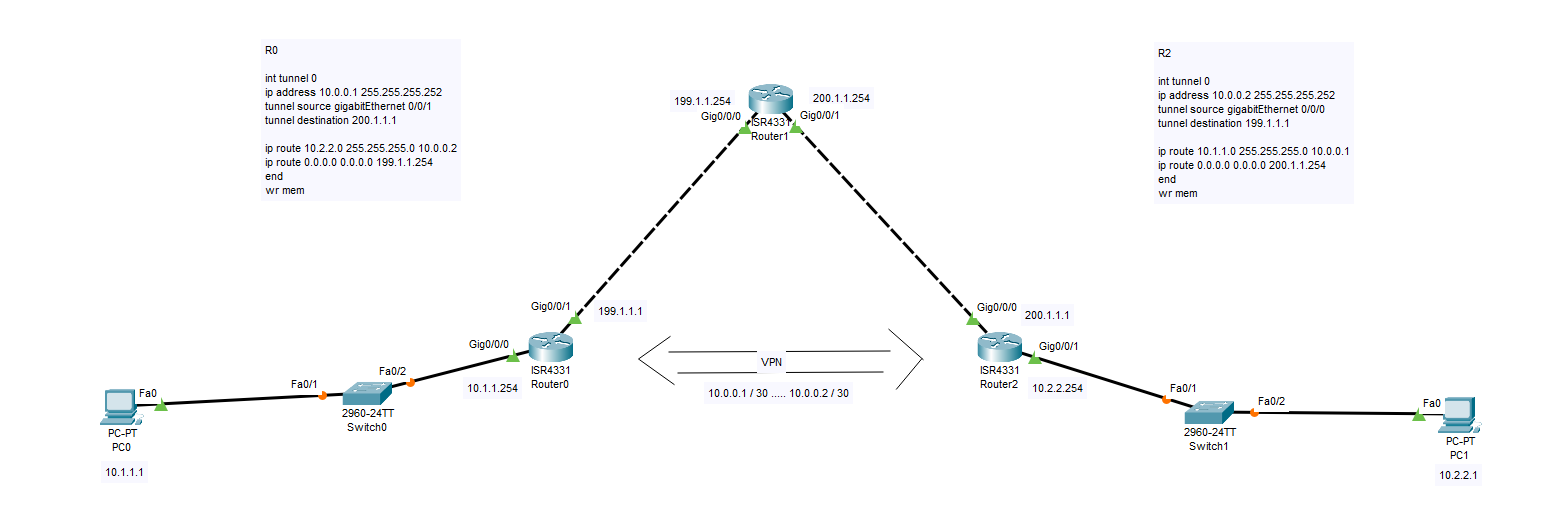 R0
int tunnel 0
ip address 10.0.0.1 255.255.255.252
tunnel source gigabitEthernet 0/0/1
tunnel destination 200.1.1.1
ip route 10.2.2.0 255.255.255.0 10.0.0.2
ip route 0.0.0.0 0.0.0.0 199.1.1.254
end
wr mem
R2
int tunnel 0
ip address 10.0.0.2 255.255.255.252
tunnel source gigabitEthernet 0/0/0
tunnel destination 199.1.1.1
ip route 10.1.1.0 255.255.255.0 10.0.0.1
ip route 0.0.0.0 0.0.0.0 200.1.1.254
end
wr mem
199.1.1.254
200.1.1.254
Gig0/0/0
Gig0/0/1
ISR4331
Router1
Gig0/0/1
199.1.1.1
Gig0/0/0
ISR4331
Router0
10.1.1.254
Fa0/2
Fa0/1
2960-24TT
Switch0
Fa0
PC-PT
PC0
10.1.1.1
VPN
10.0.0.1 / 30 ..... 10.0.0.2 / 30
Gig0/0/0
200.1.1.1
Gig0/0/1
ISR4331
Router2
10.2.2.254
Fa0/1
Fa0/2
2960-24TT
Switch1
Fa0
PC-PT
PC1
10.2.2.1